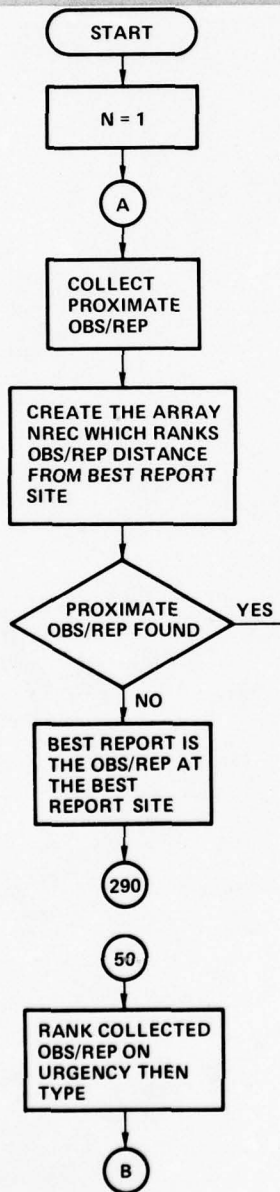 START
N = 1
A
COLLECT
PROXIMATE
OBS/REP
CREATE THE ARRAY
NREC WHICH RANKS
OBS/REP DISTANCE
FROM BEST REPORT
SITE
PROXIMATE
OBS/REP FOUND
YES
NO
BEST REPORT IS
THE OBS/REP AT
THE BEST
REPORT SITE
290
50
RANK COLLECTED
OBS/REP ON
URGENCY THEN
TYPE
B